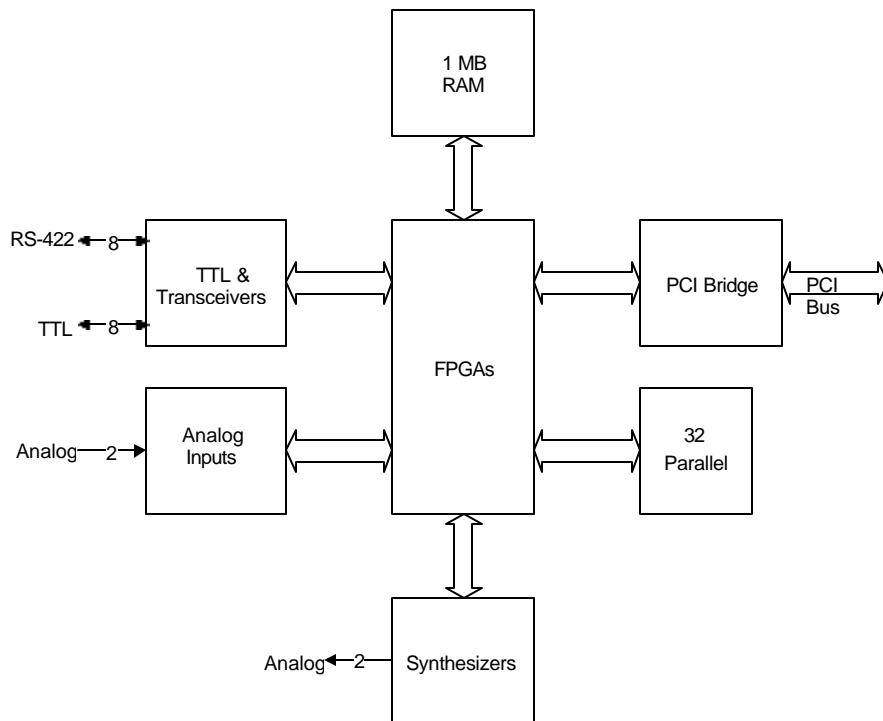 1 MB
RAM
RS-422
8
TTL &
Transceivers
TTL
8
PCI Bridge
PCI
Bus
FPGAs
Analog
2
Analog
Inputs
32
Parallel
Analog
2
Synthesizers